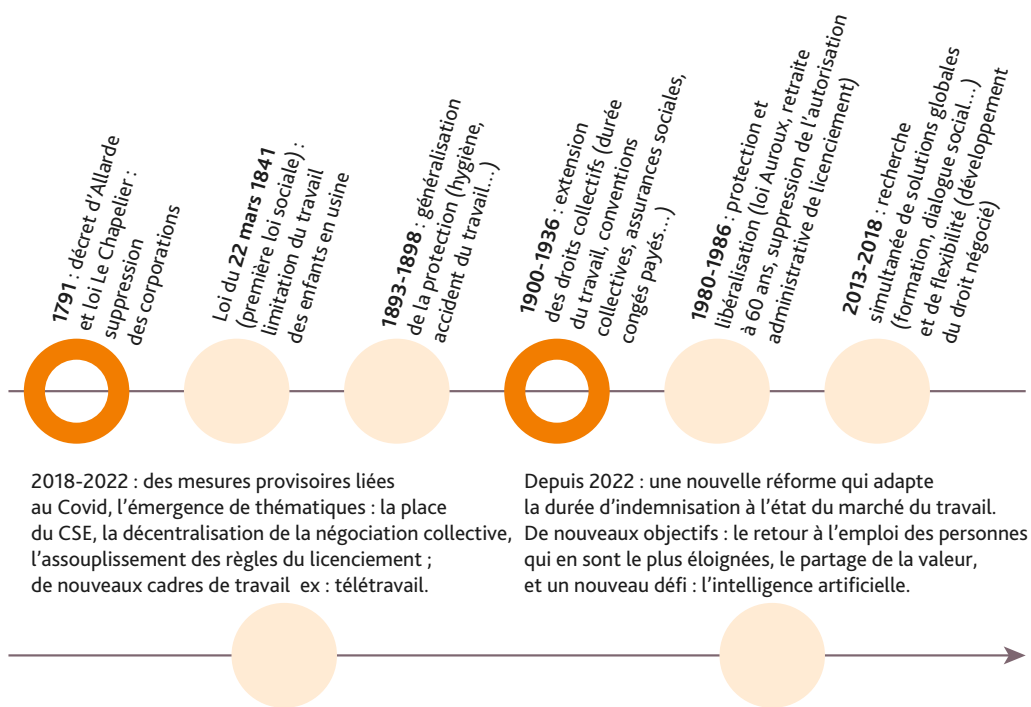 1791 : décret d'Allarde
et loi Le Chapelier :
suppression
des corporations
Loi du 22 mars 1841
(première loi sociale) :
limitation du travail
des enfants en usine
1893-1898 : généralisation
de la protection (hygiène,
accident du travail…)
1900-1936 : extension
des droits collectifs (durée
du travail, conventions
collectives, assurances sociales,
congés payés…)
1980-1986 : protection et
libéralisation (loi Auroux, retraite
à 60 ans, suppression de l'autorisation
administrative de licenciement)
2013-2018 : recherche
simultanée de solutions globales
(formation, dialogue social…)
et de flexibilité (développement
du droit négocié)
2018-2022 : des mesures provisoires liées
au Covid, l'émergence de thématiques : la place
du CSE, la décentralisation de la négociation collective,
l'assouplissement des règles du licenciement ;
de nouveaux cadres de travail ex : télétravail.
Depuis 2022 : une nouvelle réforme qui adapte
la durée d'indemnisation à l'état du marché du travail.
De nouveaux objectifs : le retour à l'emploi des personnes
qui en sont le plus éloignées, le partage de la valeur,
et un nouveau défi : l'intelligence artificielle.